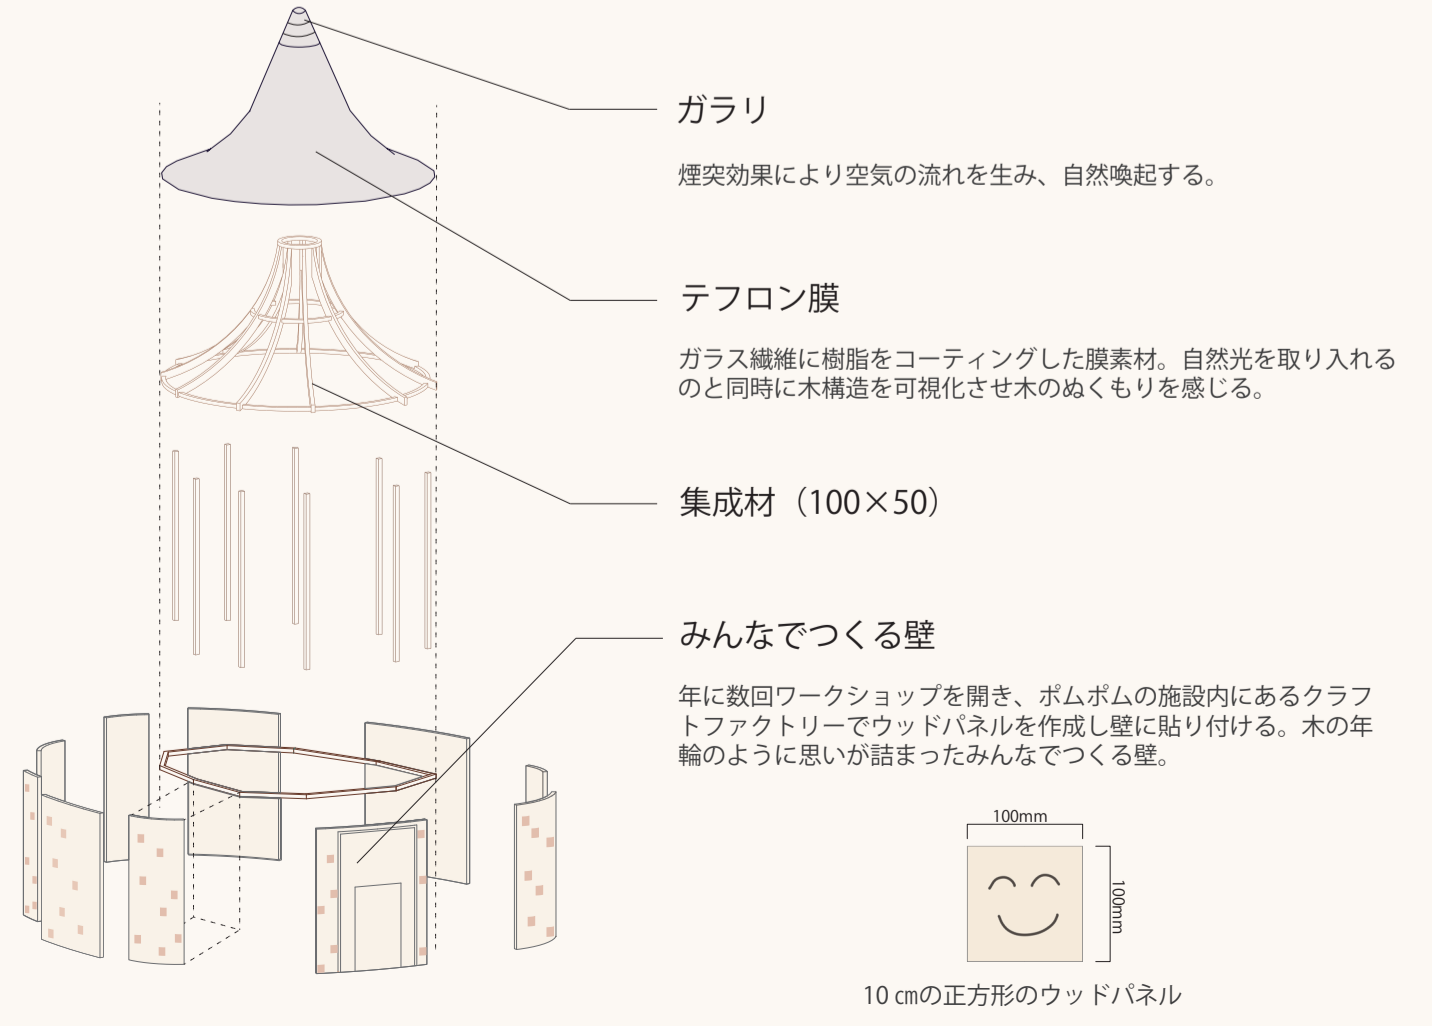 ガラリ
煙突効果により空気の流れを生み、自然喚起する。
テフロン膜
ガラス繊維に樹脂をコーティングした膜素材。自然光を取り入れる
のと同時に木構造を可視化させ木のぬくもりを感じる。
集成材（100×50）
みんなでつくる壁
年に数回ワークショップを開き、ポムポムの施設内にあるクラフ
トファクトリーでウッドパネルを作成し壁に貼り付ける。木の年
輪のように思いが詰まったみんなでつくる壁。
100mm
100mm
10 ㎝の正方形のウッドパネル